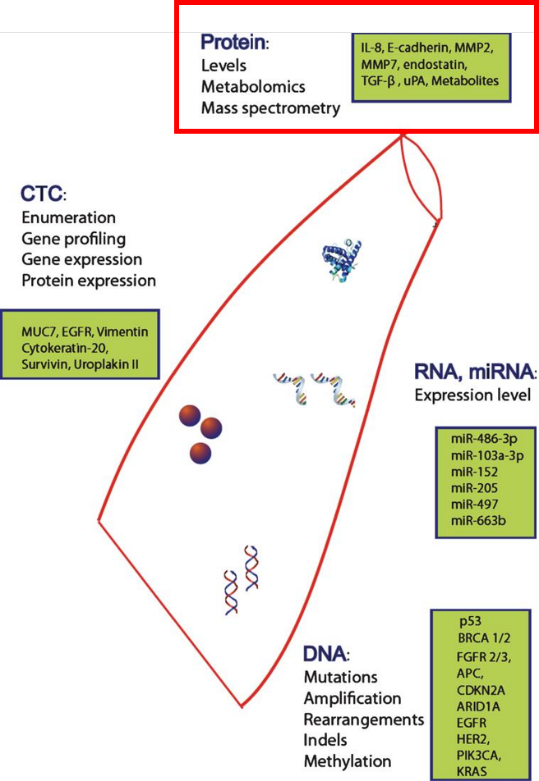 Protein:
Levels
Metabolomics
Mass spectrometry
IL-8, E-cadherin, MMP2,
MMP7, endostatin,
TGF-β , uPA, Metabolites
CTC:
Enumeration
Gene profiling
Gene expression
Protein expression
MUC7, EGFR, Vimentin
Cytokeratin-20,
Survivin, Uroplakin II
RNA, miRNA:
Expression level
miR-486-3p
miR-103a-3p
miR-152
miR-205
miR-497
miR-663b
DNA:
Mutations
Amplification
Rearrangements
Indels
Methylation
p53
BRCA 1/2
FGFR 2/3,
APC,
CDKN2A
ARID1A
EGFR
HER2,
PIK3CA,
KRAS